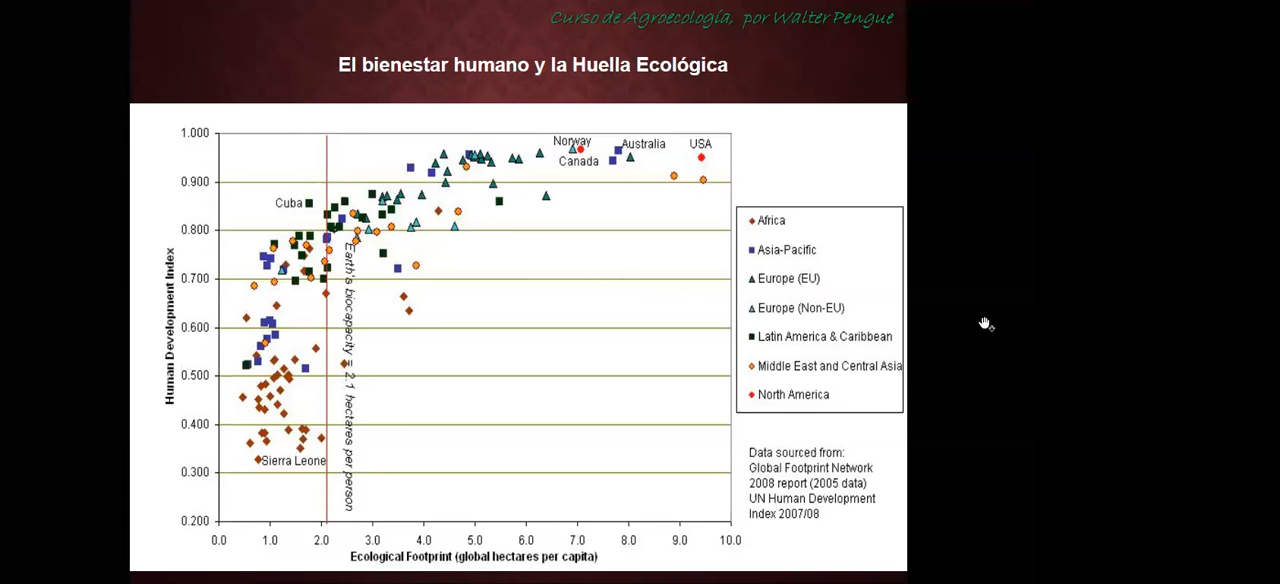 Curso de Agroecología, por Walter Pengue
El bienestar humano y la Huella Ecológica
1.000
0.900
0.800
0.700
0.600
0.500
0.400
0.300
0.200
Human Development Index
Norway
Canada
Australia
USA
Cuba
Sierra Leone
Earth's biocapacity = 2.1 hectares per person
0.0 1.0 2.0 3.0 4.0 5.0 6.0 7.0 8.0 9.0 10.0
Ecological Footprint (global hectares per capita)
Africa
Asia-Pacific
Europe (EU)
Europe (Non-EU)
Latin America & Caribbean
Middle East and Central Asia
North America
Data sourced from:
Global Footprint Network
2008 report (2005 data)
UN Human Development
Index 2007/08